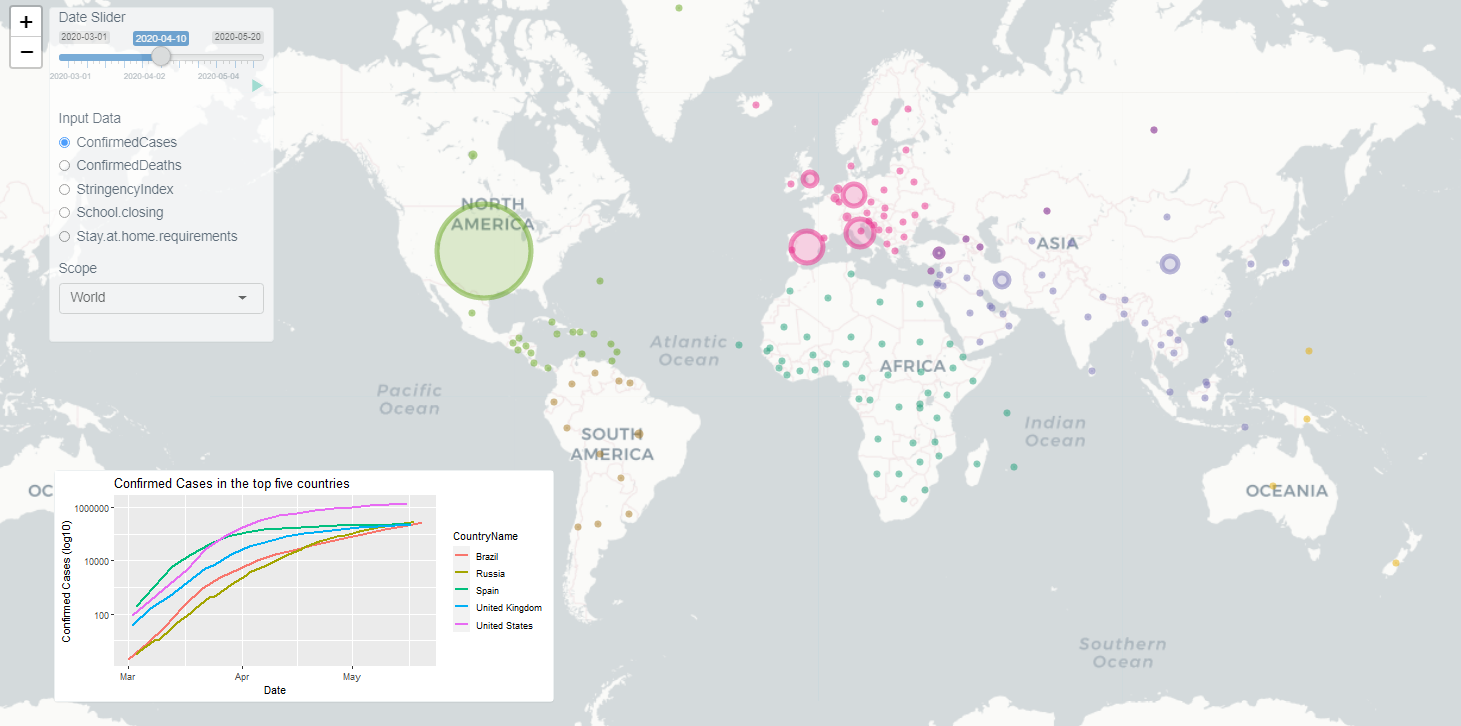 +
−
Date Slider
2020-03-01
2020-04-10
2020-05-20
2020-03-01
2020-04-02
2020-05-04
Input Data
ConfirmedCases
ConfirmedDeaths
StringencyIndex
School.closing
Stay.at.home.requirements
Scope
World
NORTH
AMERICA
ASIA
Atlantic
Ocean
AFRICA
Pacific
Ocean
SOUTH
AMERICA
Indian
Ocean
OC
OCEANIA
Southern
Ocean
Confirmed Cases in the top five countries
Confirmed Cases (log10)
1000000
10000
100
Mar
Apr
May
Date
CountryName
Brazil
Russia
Spain
United Kingdom
United States